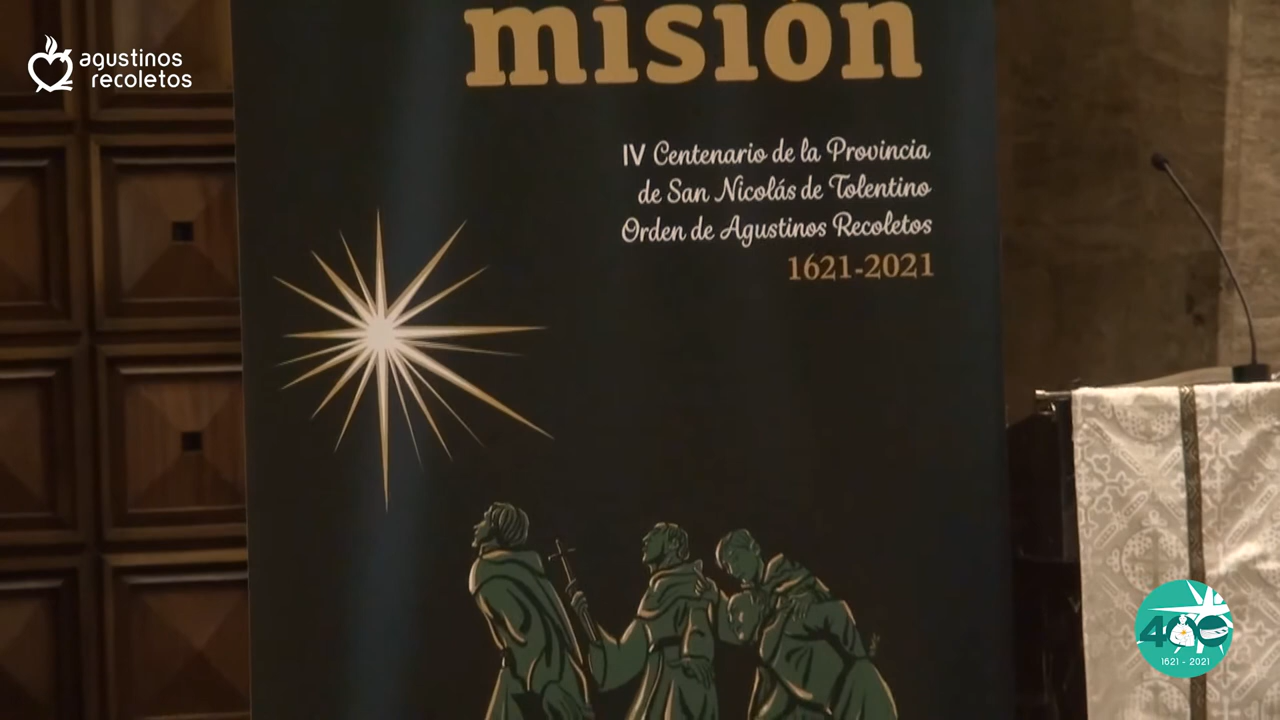 agustinos
recoletos
misión
IV Centenario de la Provincia
de San Nicolás de Tolentino
Orden de Agustinos Recoletos
1621-2021
400
1621 - 2021